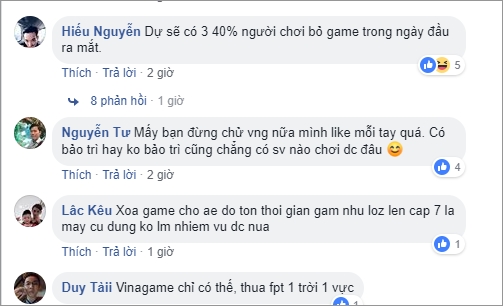 Hiếu Nguyễn Dự sẽ có 3 40% người chơi bỏ game trong ngày đầu
ra mắt.
5
Thích · Trả lời · 2 giờ
8 phản hồi · 1 giờ
Nguyễn Tư Mấy bạn đừng chử vng nữa mình like mỗi tay quá. Có
bảo trì hay ko bảo trì cũng chẳng có sv nào chơi dc đâu 😊
4
Thích · Trả lời · 2 giờ
Lâc Kêu Xoa game cho ae do ton thoi gian gam nhu loz len cap 7 la
may cu dung ko lm nhiem vu dc nua
1
Thích · Trả lời · 1 giờ
Duy Tàii Vinagame chỉ có thế, thua fpt 1 trời 1 vực
1